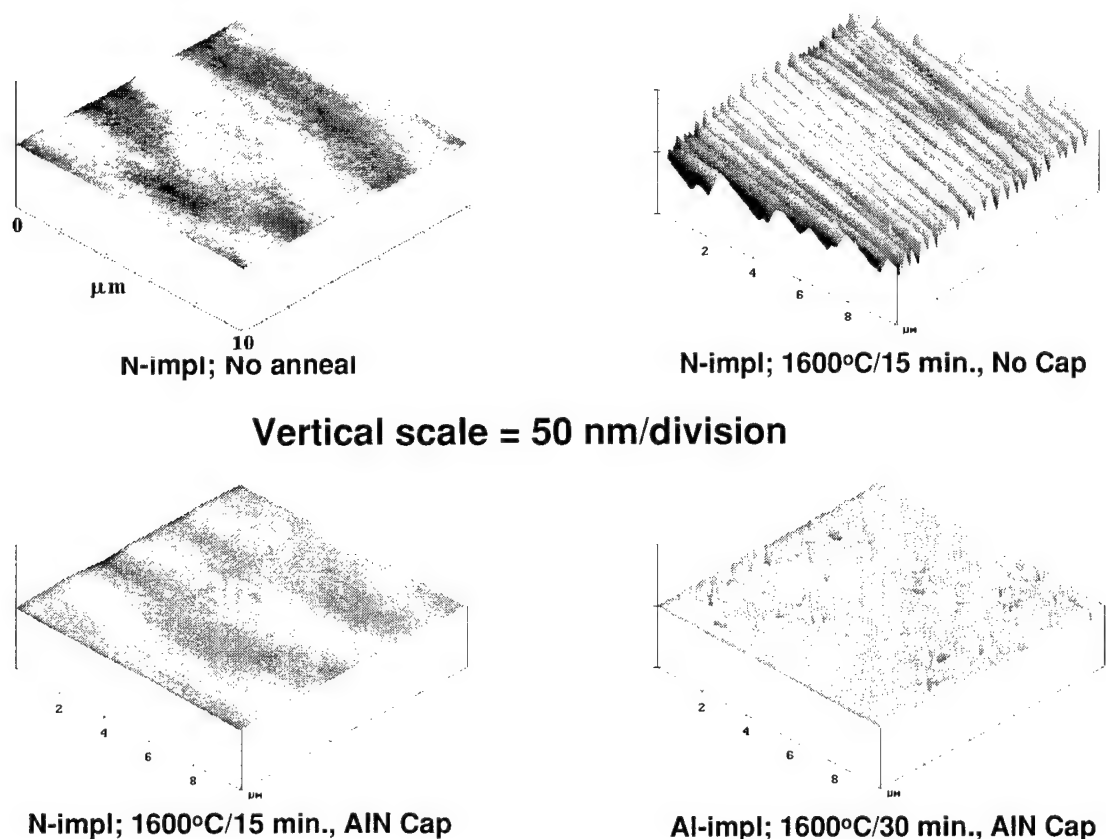 0
μm
10
N-impl; No anneal
2
4
6
8
μM
N-impl; 1600°C/15 min., No Cap
Vertical scale = 50 nm/division
2
4
6
8
μM
N-impl; 1600°C/15 min., AlN Cap
2
4
6
8
μM
Al-impl; 1600°C/30 min., AlN Cap